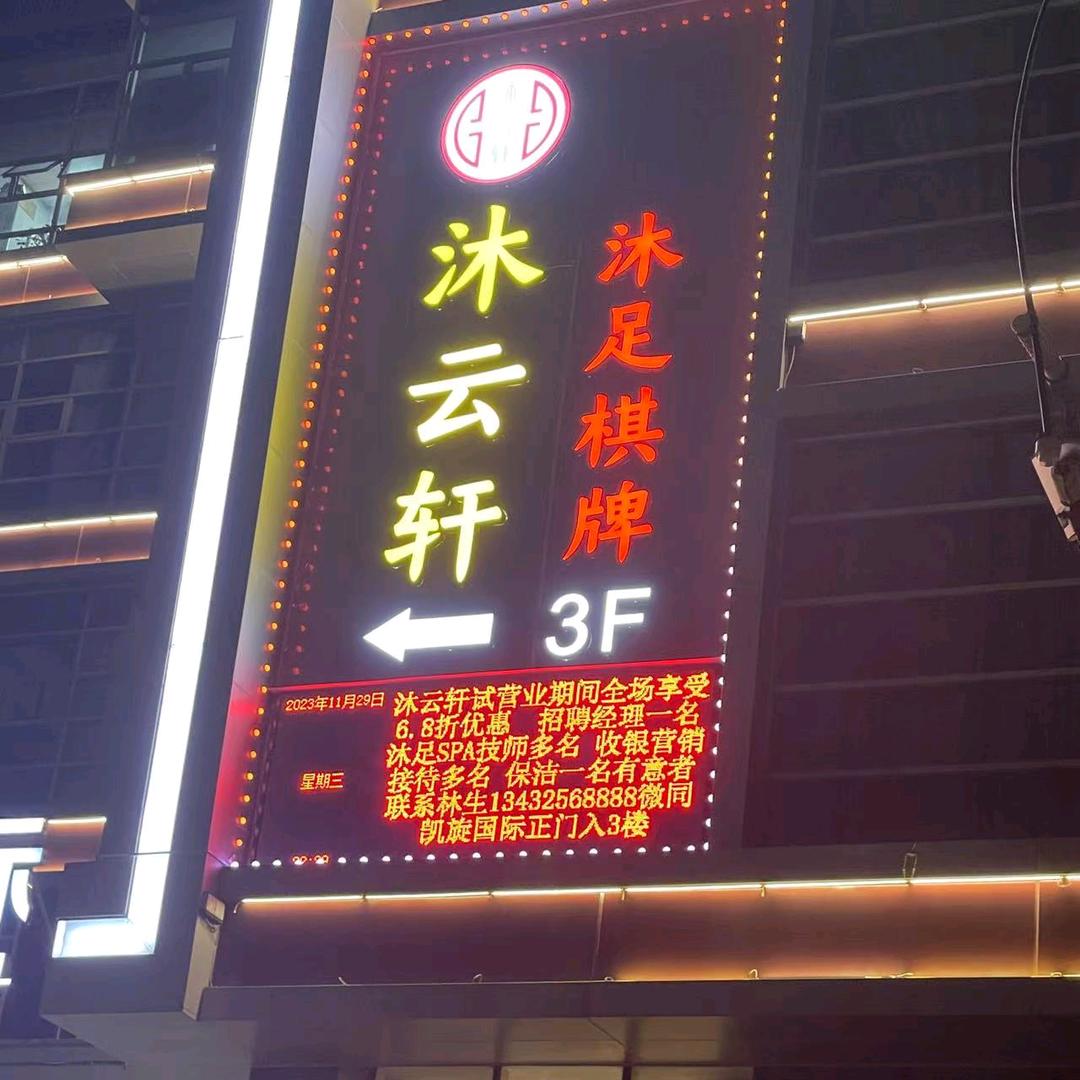 沐云轩
沐足棋牌
3F
2023年11月29日
星期三
沐云轩试营业期间全场享受
6.8折优惠 招聘经理一名
沐足SPA技师多名 收银营销
接待多名 保洁一名有意者
联系林生13432568888微同
凯旋国际正门入3楼